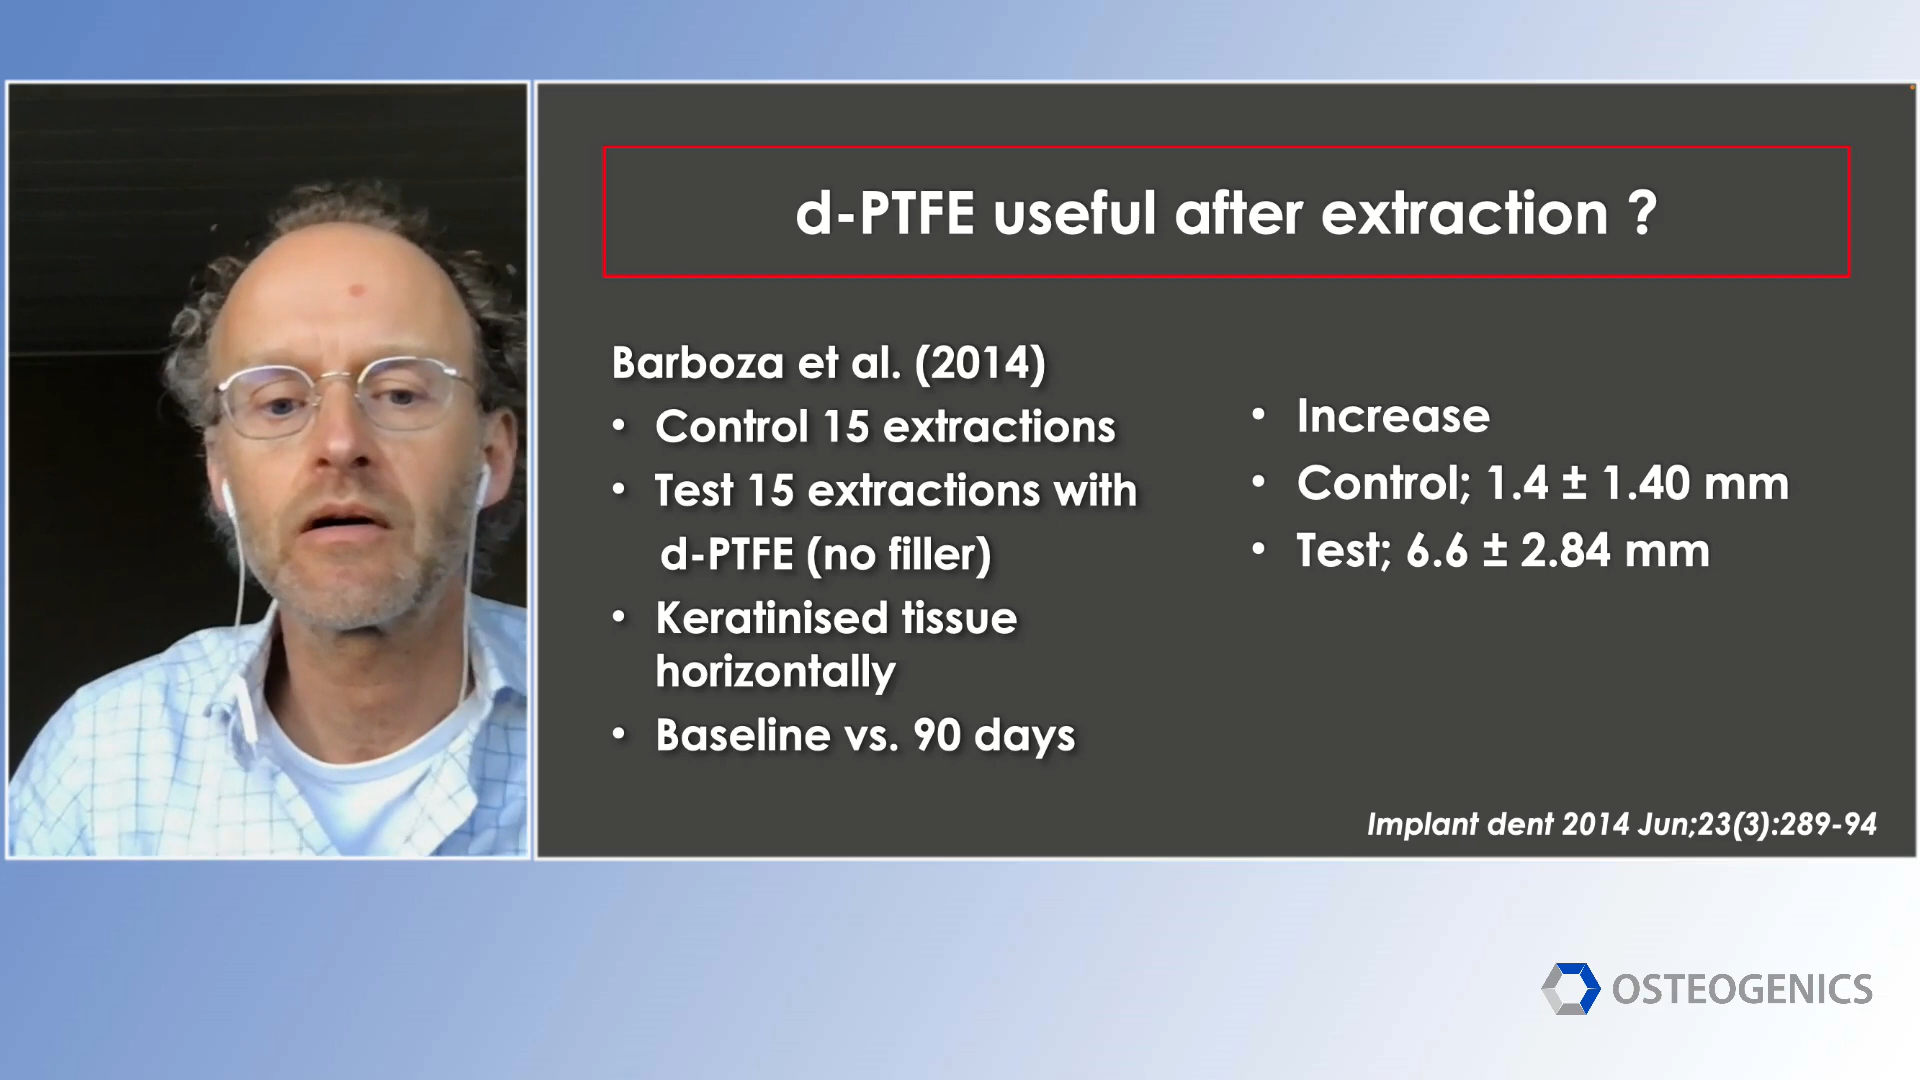 d-PTFE useful after extraction ?
Barboza et al. (2014)
• Control 15 extractions
• Test 15 extractions with
d-PTFE (no filler)
• Keratinised tissue
horizontally
• Baseline vs. 90 days
• Increase
• Control; 1.4 ± 1.40 mm
• Test; 6.6 ± 2.84 mm
Implant dent 2014 Jun;23(3):289-94
OSTEOGENICS